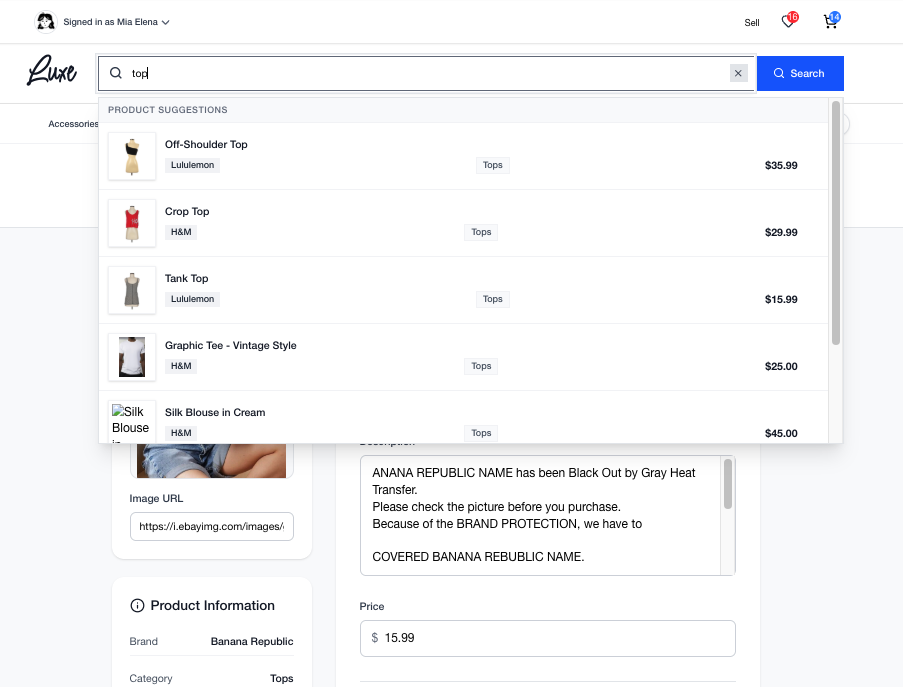 Signed in as Mia Elena
Sell
16
14
Luxe
top
Search
Accessories
PRODUCT SUGGESTIONS
Off-Shoulder Top
Lululemon
Tops
$35.99
Crop Top
H&M
Tops
$29.99
Tank Top
Lululemon
Tops
$15.99
Graphic Tee - Vintage Style
H&M
Tops
$25.00
Silk Blouse in Cream
Silk
Blouse
in
H&M
Tops
$45.00
Description
ANANA REPUBLIC NAME has been Black Out by Gray Heat
Transfer.
Please check the picture before you purchase.
Because of the BRAND PROTECTION, we have to
COVERED BANANA REBUBLIC NAME.
Image URL
https://i.ebayimg.com/images/
Product Information
Brand
Banana Republic
Category
Tops
Price
$ 15.99